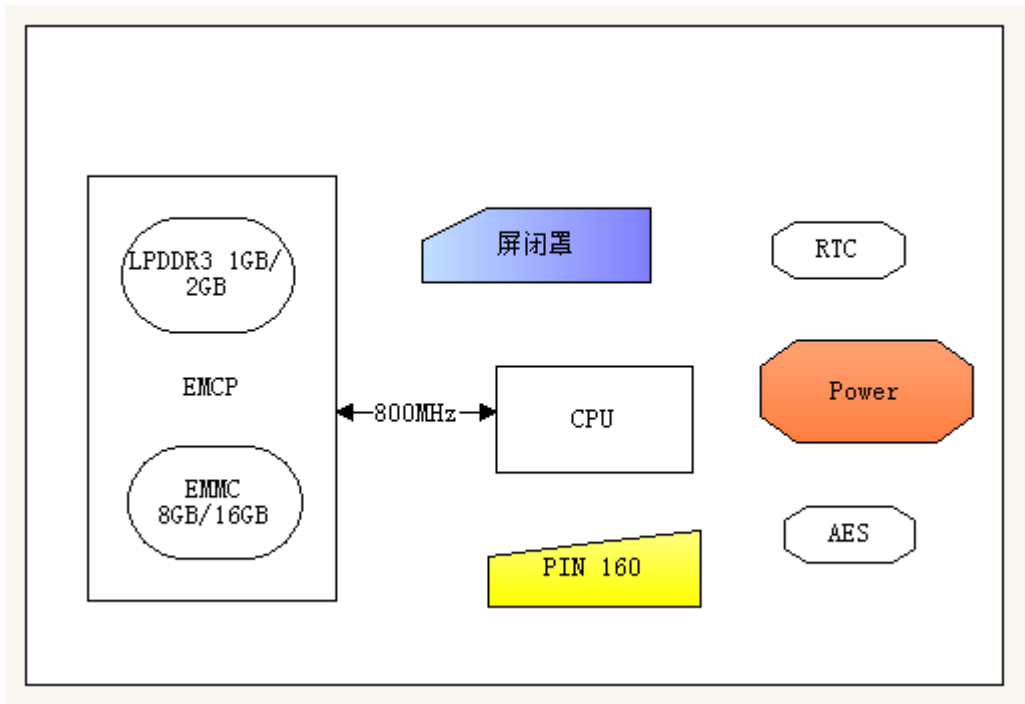 LPDDR3 1GB/
2GB
EMCP
EMMC
8GB/16GB
800MHz
屏闭罩
CPU
PIN 160
RTC
Power
AES